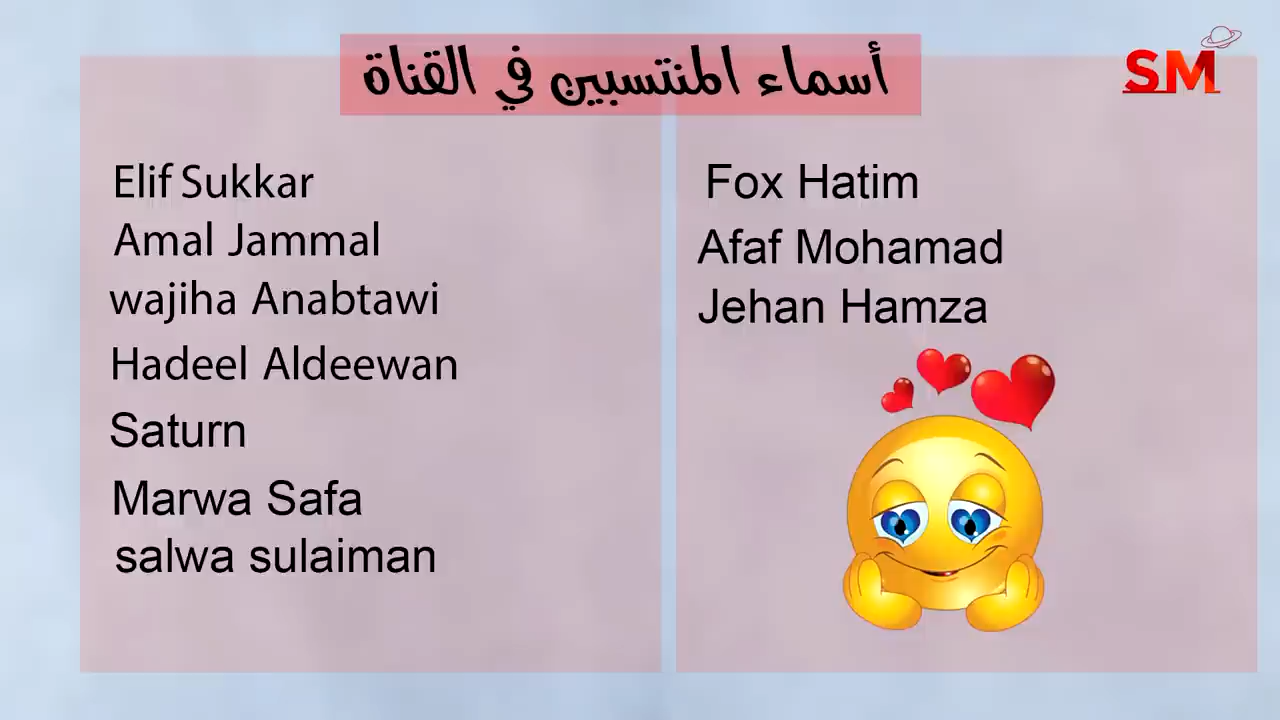 أسماء المنتسبين في القناة
SM
Elif Sukkar
Amal Jammal
wajiha Anabtawi
Hadeel Aldeewan
Saturn
Marwa Safa
salwa sulaiman
Fox Hatim
Afaf Mohamad
Jehan Hamza